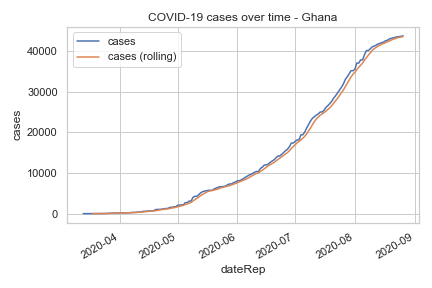 COVID-19 cases over time - Ghana
cases
cases (rolling)
cases
40000
30000
20000
10000
0
2020-04
2020-05
2020-06
2020-07
2020-08
2020-09
dateRep